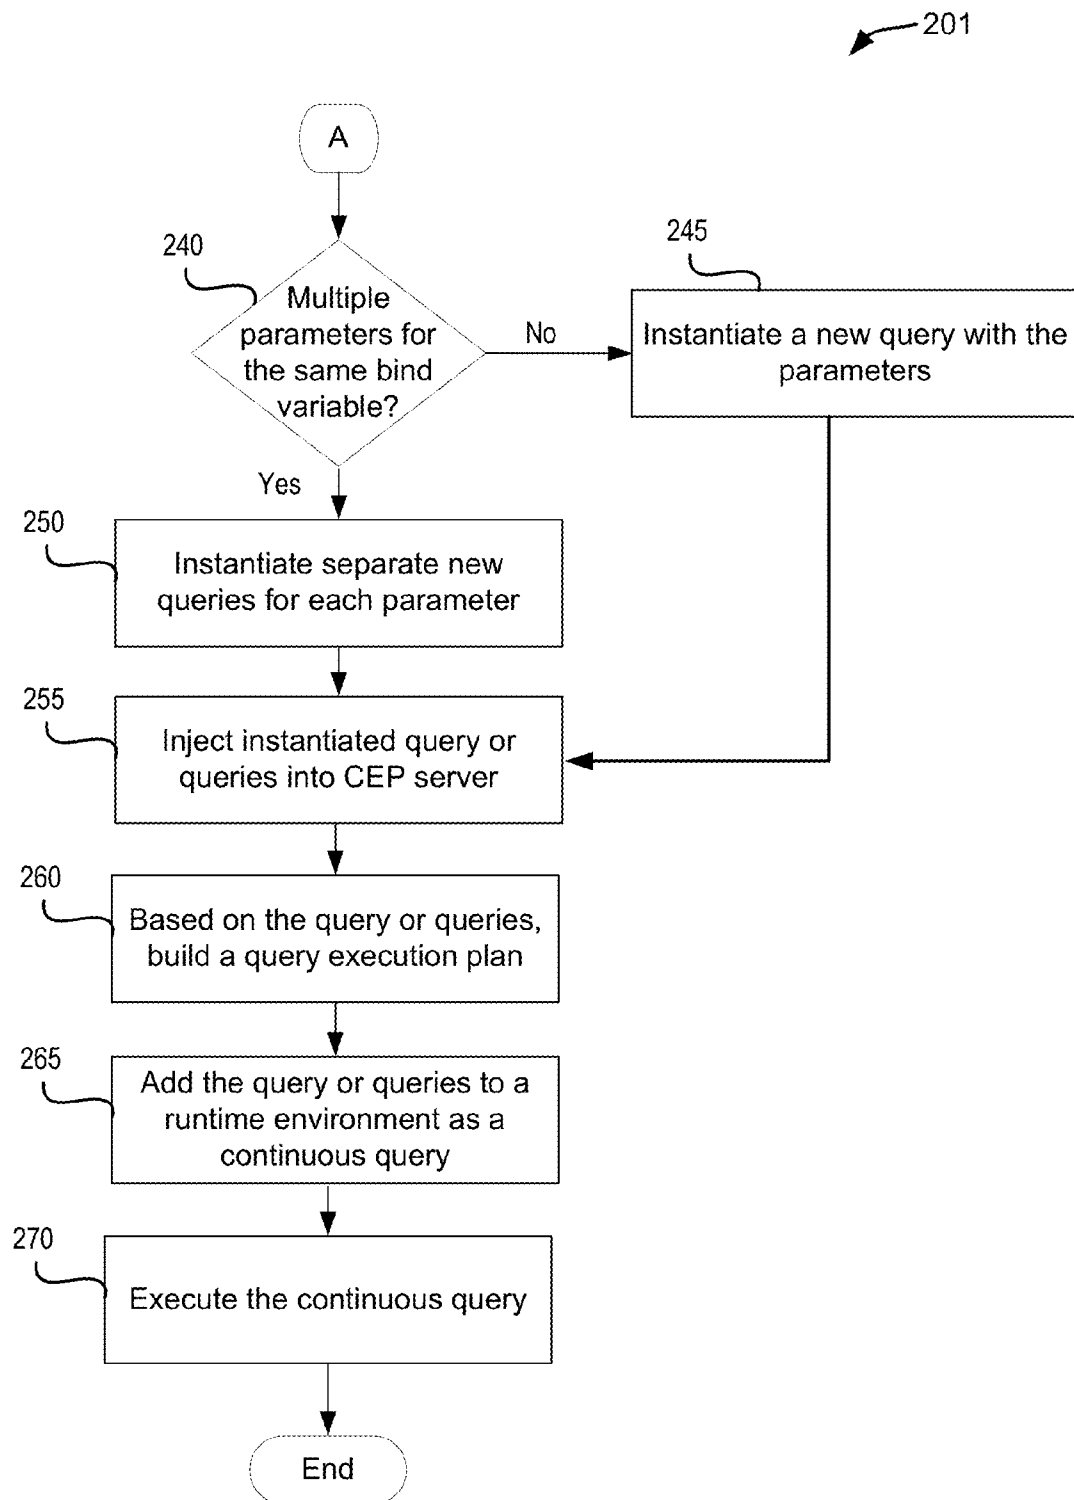 201
A
240
Multiple
parameters for
the same bind
variable?
No
245
Instantiate a new query with the
parameters
Yes
250
Instantiate separate new
queries for each parameter
255
Inject instantiated query or
queries into CEP server
260
Based on the query or queries,
build a query execution plan
265
Add the query or queries to a
runtime environment as a
continuous query
270
Execute the continuous query
End